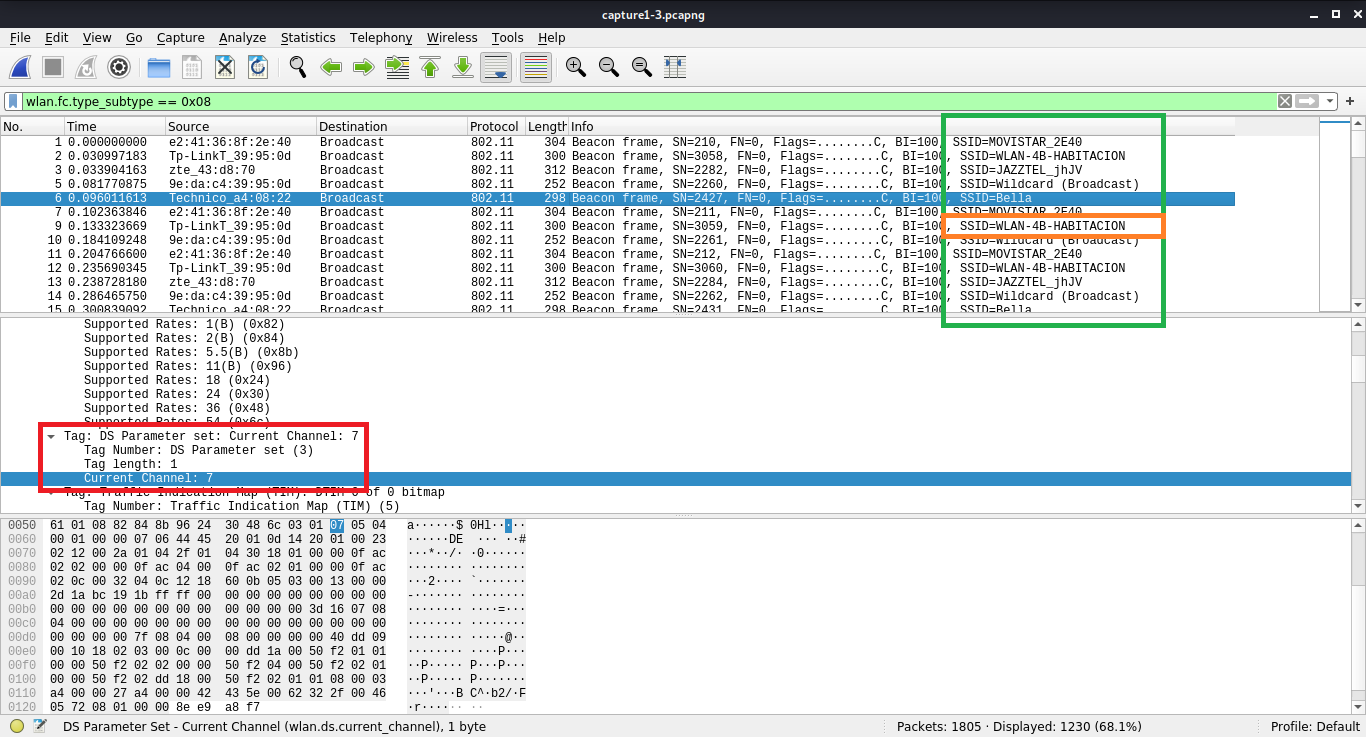 capture1-3.pcapng
File Edit View Go Capture Analyze Statistics Telephony Wireless Tools Help
wlan.fc.type_subtype == 0x08
No. Time Source Destination Protocol Length Info
1 0.000000000 e2:41:36:8f:2e:40 Broadcast 802.11 304 Beacon frame, SN=210, FN=0, Flags=........C, BI=100, SSID=MOVISTAR_2E40
2 0.030997183 Tp-LinkT_39:95:0d Broadcast 802.11 300 Beacon frame, SN=3058, FN=0, Flags=........C, BI=100, SSID=WLAN-4B-HABITACION
3 0.033904163 zte_43:d8:70 Broadcast 802.11 312 Beacon frame, SN=2282, FN=0, Flags=........C, BI=100, SSID=JAZZTEL_jhJV
5 0.081770875 9e:da:c4:39:95:0d Broadcast 802.11 252 Beacon frame, SN=2260, FN=0, Flags=........C, BI=100, SSID=Wildcard (Broadcast)
6 0.096011613 Technico_a4:08:22 Broadcast 802.11 298 Beacon frame, SN=2427, FN=0, Flags=........C, BI=100, SSID=Bella
7 0.102363846 e2:41:36:8f:2e:40 Broadcast 802.11 304 Beacon frame, SN=211, FN=0, Flags=........C, BI=100, SSID=MOVISTAR_2E40
9 0.133323669 Tp-LinkT_39:95:0d Broadcast 802.11 300 Beacon frame, SN=3059, FN=0, Flags=........C, BI=100, SSID=WLAN-4B-HABITACION
10 0.184109248 9e:da:c4:39:95:0d Broadcast 802.11 252 Beacon frame, SN=2261, FN=0, Flags=........C, BI=100, SSID=Wildcard (Broadcast)
11 0.204766600 e2:41:36:8f:2e:40 Broadcast 802.11 304 Beacon frame, SN=212, FN=0, Flags=........C, BI=100, SSID=MOVISTAR_2E40
12 0.235690345 Tp-LinkT_39:95:0d Broadcast 802.11 300 Beacon frame, SN=3060, FN=0, Flags=........C, BI=100, SSID=WLAN-4B-HABITACION
13 0.238728180 zte_43:d8:70 Broadcast 802.11 312 Beacon frame, SN=2284, FN=0, Flags=........C, BI=100, SSID=JAZZTEL_jhJV
14 0.286465750 9e:da:c4:39:95:0d Broadcast 802.11 252 Beacon frame, SN=2262, FN=0, Flags=........C, BI=100, SSID=Wildcard (Broadcast)
15 0.300839092 Technico_a4:08:22 Broadcast 802.11 298 Beacon frame, SN=2431, FN=0, Flags=........C, BI=100, SSID=Bella
Supported Rates: 1(B) (0x82)
Supported Rates: 2(B) (0x84)
Supported Rates: 5.5(B) (0x8b)
Supported Rates: 11(B) (0x96)
Supported Rates: 18 (0x24)
Supported Rates: 24 (0x30)
Supported Rates: 36 (0x48)
Supported Rates: 54 (0x6c)
Tag: DS Parameter set: Current Channel: 7
Tag Number: DS Parameter set (3)
Tag length: 1
Current Channel: 7
Tag: Traffic Indication Map (TIM): DTIM 0 of 0 bitmap
Tag Number: Traffic Indication Map (TIM) (5)
0050 61 01 08 82 84 8b 96 24 30 48 6c 03 01 07 05 04 a······$ 0Hl·····
0060 00 01 00 00 07 06 44 45 20 01 0d 14 20 01 00 23 ······DE ··· ··#
0070 02 12 00 2a 01 04 2f 01 04 30 18 01 00 00 0f ac ···*··/· ·0······
0080 02 02 00 00 0f ac 04 00 0f ac 02 01 00 00 0f ac ········ ········
0090 02 0c 00 32 04 0c 12 18 60 0b 05 03 00 13 00 00 ···2···· `·······
00a0 2d 1a bc 19 1b ff ff 00 00 00 00 00 00 00 00 00 -······· ········
00b0 00 00 00 00 00 00 00 00 00 00 00 3d 16 07 08 ········ ····=···
00c0 04 00 00 00 00 00 00 00 00 00 00 00 00 00 00 00 ········ ········
00d0 00 00 00 00 7f 08 04 00 08 00 00 00 00 40 dd 09 ········ ·····@··
00e0 00 10 18 02 03 00 0c 00 00 dd 1a 00 50 f2 01 01 ········ ····P···
00f0 00 00 50 f2 02 02 00 00 50 f2 04 00 50 f2 02 01 ··P····· P···P···
0100 00 00 50 f2 02 dd 18 00 50 f2 02 01 01 08 00 03 ··P····· P·······
0110 a4 00 00 27 a4 00 00 42 43 5e 00 62 32 2f 00 46 ···'···B C^·b2/·F
0120 05 72 08 01 00 00 8e e9 a8 f7 ·r······ ··
DS Parameter Set - Current Channel (wlan.ds.current_channel), 1 byte
Packets: 1805 · Displayed: 1230 (68.1%)
Profile: Default